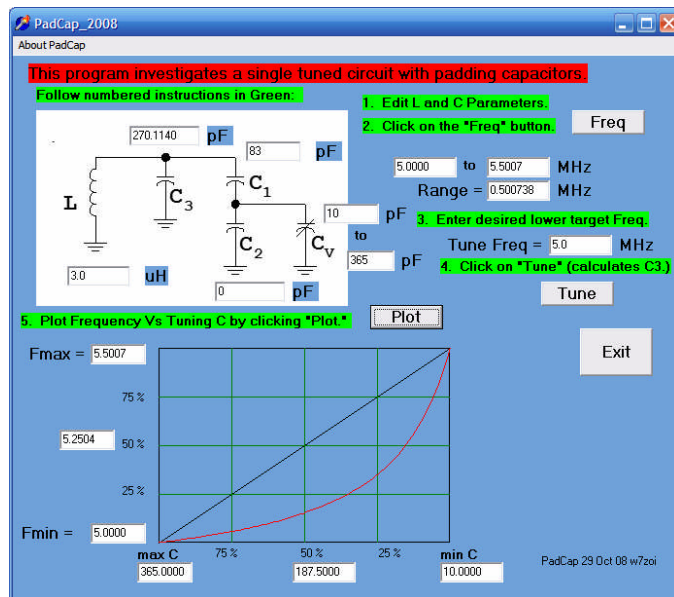 PadCap_2008
About PadCap
This program investigates a single tuned circuit with padding capacitors.
Follow numbered instructions in Green:
1. Edit L and C Parameters.
2. Click on the "Freq" button.
Freq
270.1140 pF
83 pF
5.0000 to 5.5007 MHz
Range = 0.500738 MHz
L
C3
C1
C2
CV
10 pF
to
365 pF
3. Enter desired lower target Freq.
Tune Freq = 5.0 MHz
4. Click on "Tune" (calculates C3.)
3.0 uH
0 pF
Tune
5. Plot Frequency Vs Tuning C by clicking "Plot."
Plot
Exit
Fmax = 5.5007
75 %
5.2504 50 %
25 %
Fmin = 5.0000
max C 75 % 50 % 25 % min C
365.0000 187.5000 10.0000
PadCap 29 Oct 08 w7zoi